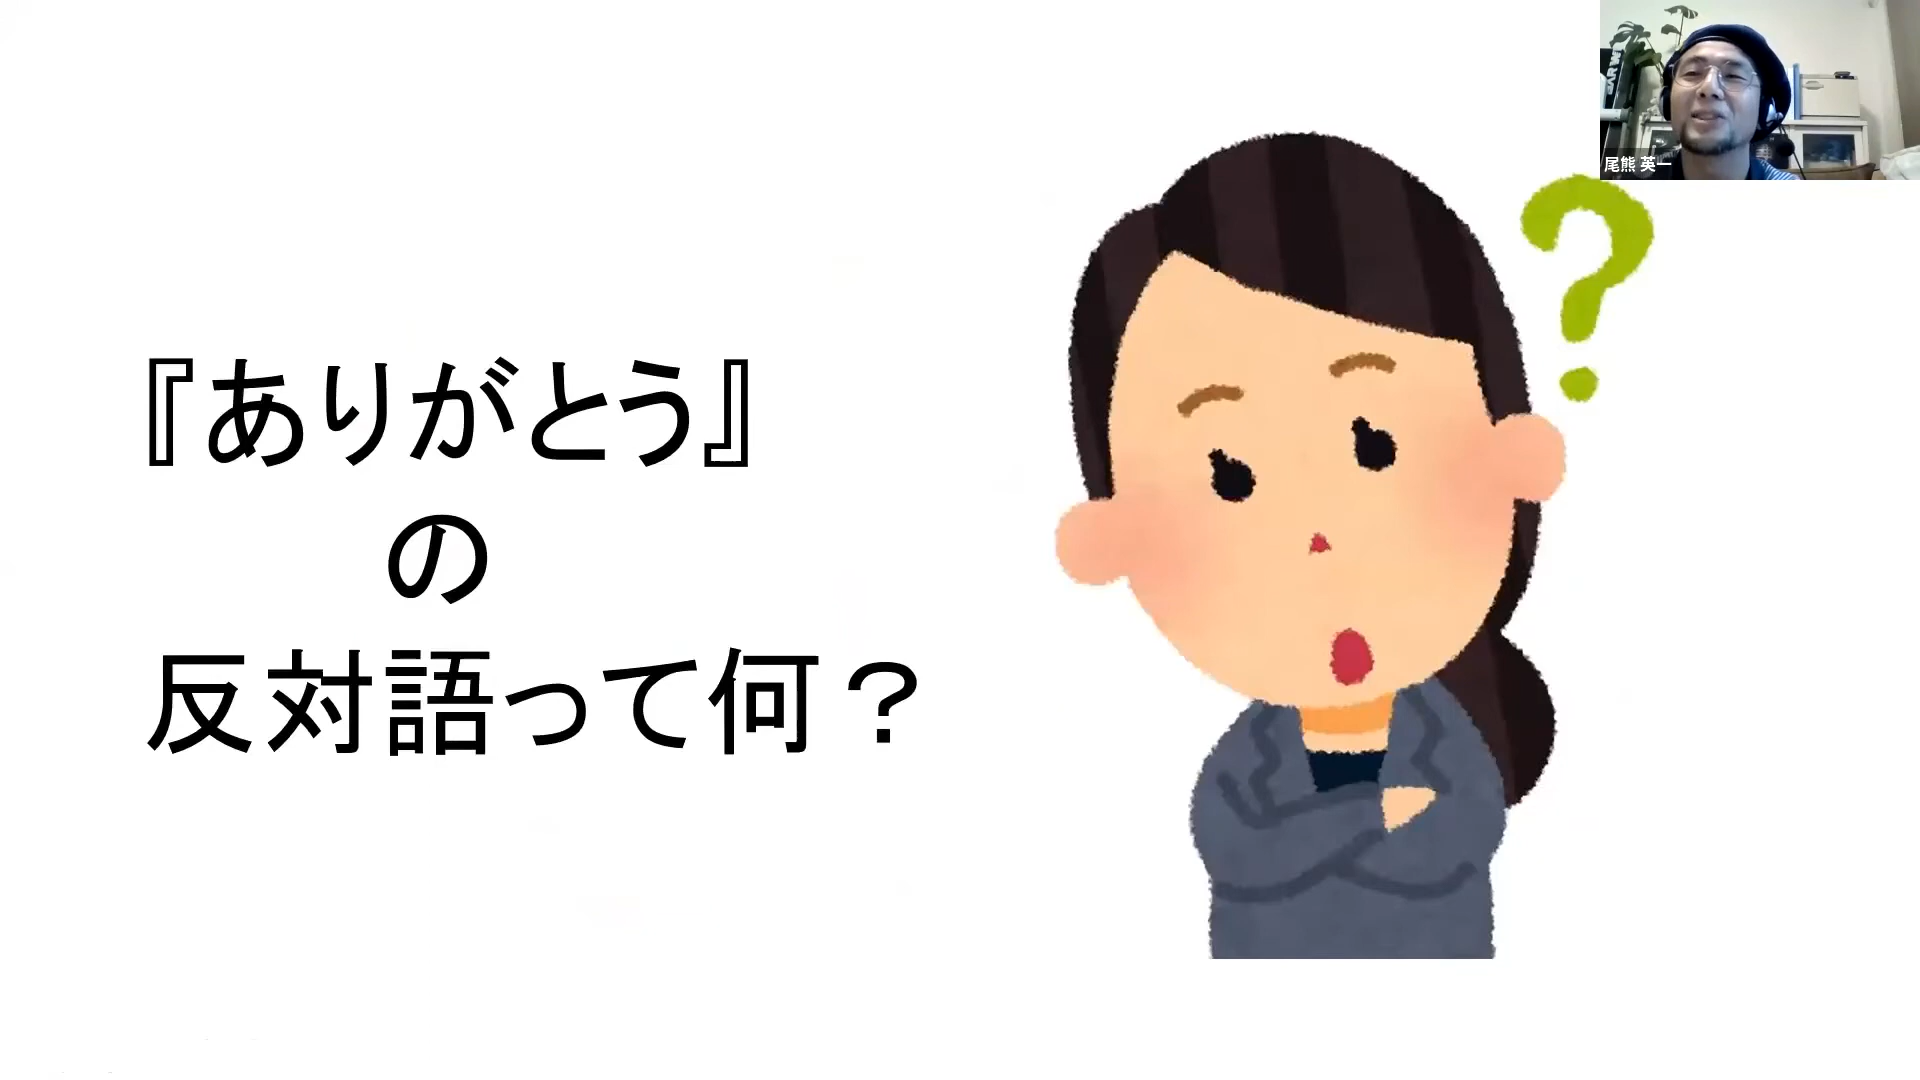 『ありがとう』
の
反対語って何？
尾熊 英一